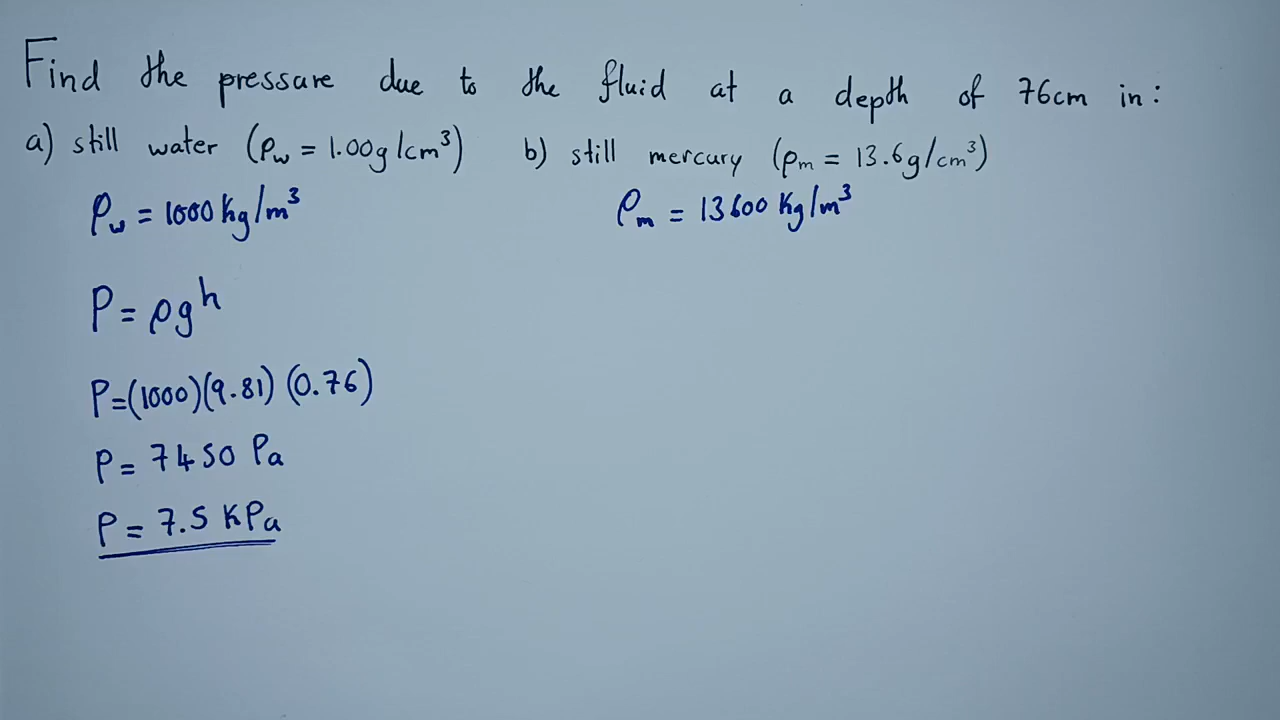 Find the pressure due to the fluid at a depth of 76cm in:
a) still water (ρw = 1.00g/cm³) b) still mercury (ρm = 13.6g/cm³)
ρw = 1000 kg/m³
ρm = 13600 Kg/m³
P = ρgh
P=(1000)(9.81)(0.76)
P = 7450 Pa
P = 7.5 KPa